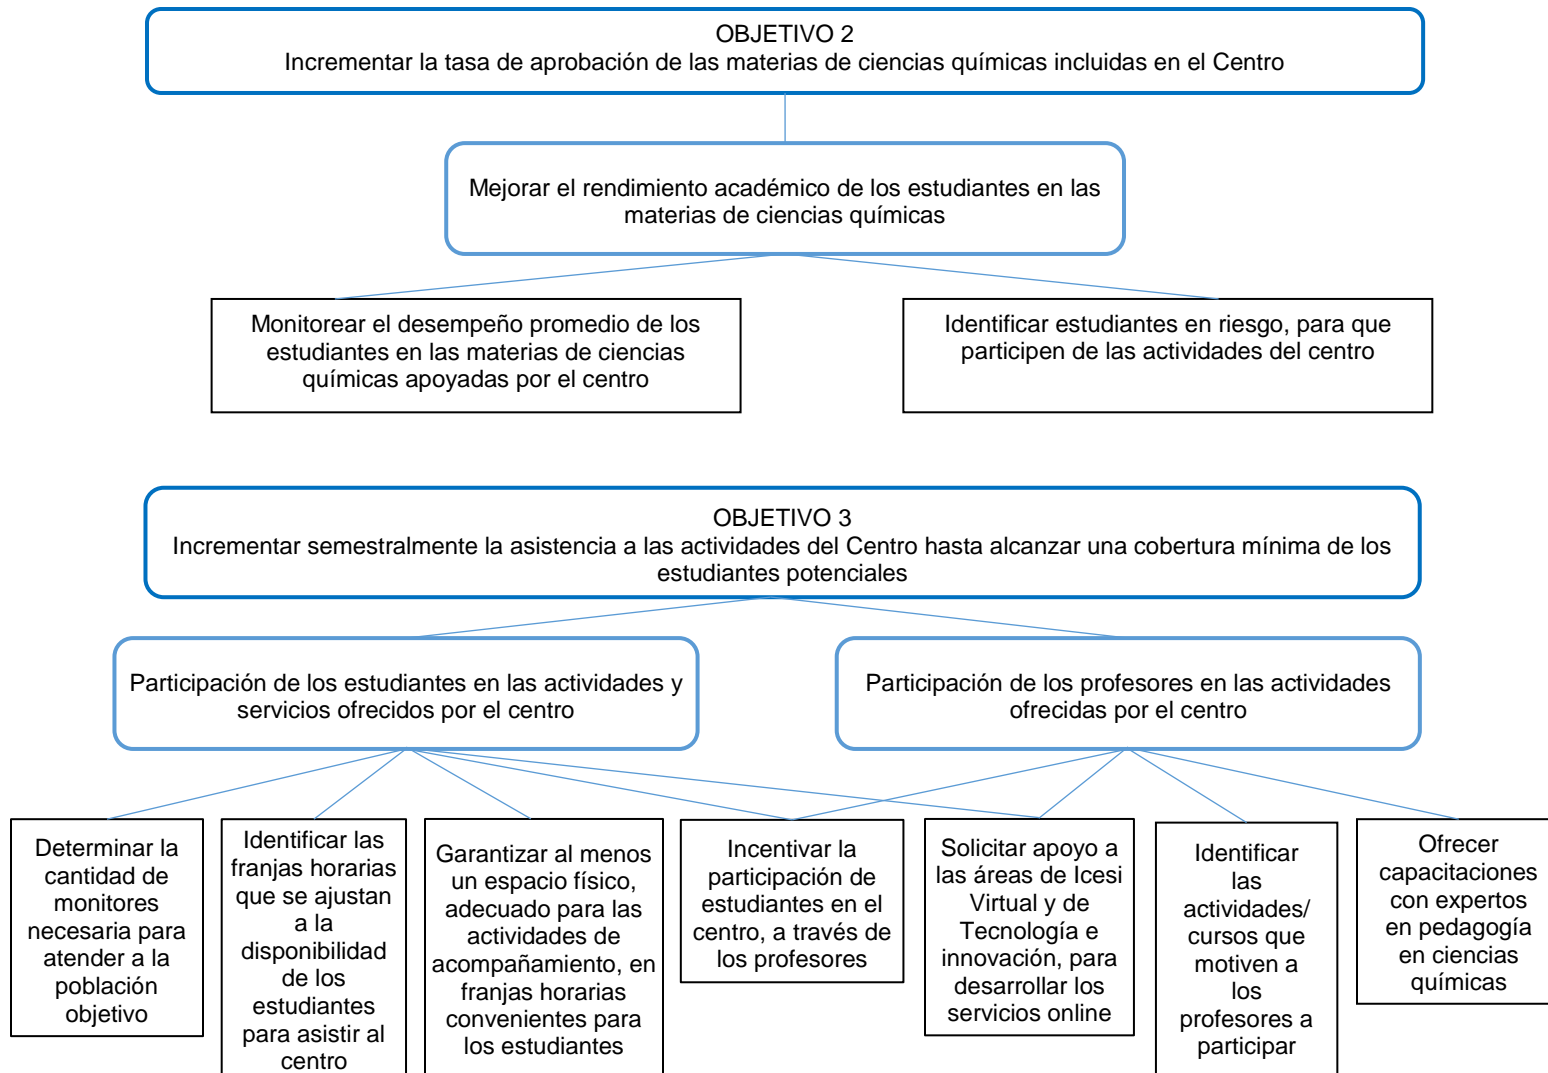 OBJETIVO 2
Incrementar la tasa de aprobación de las materias de ciencias químicas incluidas en el Centro
Mejorar el rendimiento académico de los estudiantes en las
materias de ciencias químicas
Monitorear el desempeño promedio de los
estudiantes en las materias de ciencias
químicas apoyadas por el centro
Identificar estudiantes en riesgo, para que
participen de las actividades del centro
OBJETIVO 3
Incrementar semestralmente la asistencia a las actividades del Centro hasta alcanzar una cobertura mínima de los
estudiantes potenciales
Participación de los estudiantes en las actividades y
servicios ofrecidos por el centro
Participación de los profesores en las actividades
ofrecidas por el centro
Determinar la
cantidad de
monitores
necesaria para
atender a la
población
objetivo
Identificar las
franjas horarias
que se ajustan
a la
disponibilidad
de los
estudiantes
para asistir al
centro
Garantizar al menos
un espacio físico,
adecuado para las
actividades de
acompañamiento, en
franjas horarias
convenientes para
los estudiantes
Incentivar la
participación de
estudiantes en el
centro, a través de
los profesores
Solicitar apoyo a
las áreas de Icesi
Virtual y de
Tecnología e
innovación, para
desarrollar los
servicios online
Identificar
las
actividades/
cursos que
motiven a
los
profesores a
participar
Ofrecer
capacitaciones
con expertos
en pedagogía
en ciencias
químicas